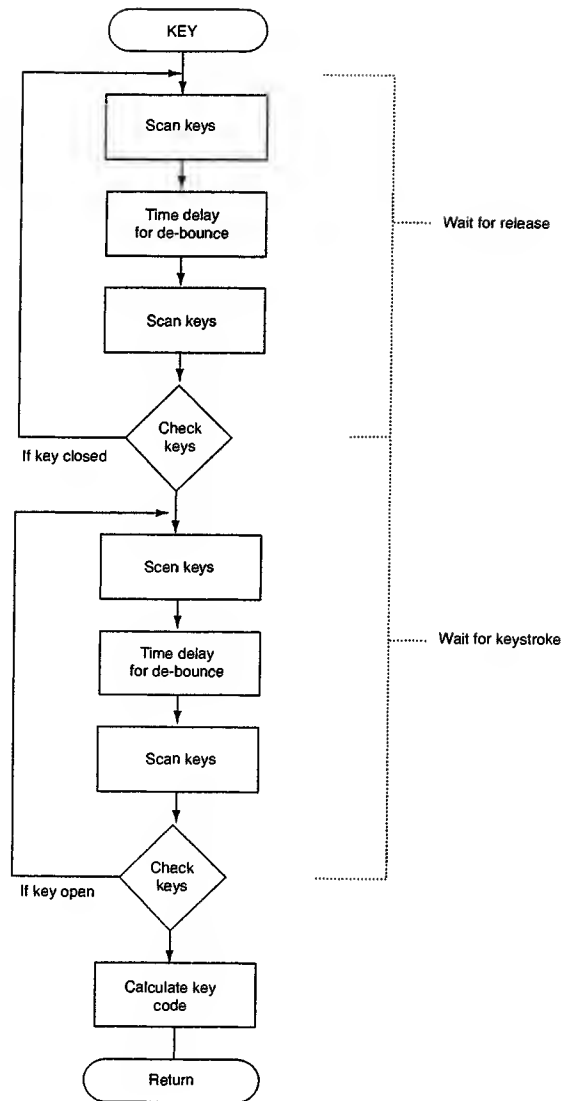 KEY
Scan keys
Time delay
for de-bounce
Wait for release
Scan keys
Check
keys
If key closed
Scen keys
Time delay
for de-bounce
Wait for keystroke
Scan keys
Check
keys
If key open
Calculate key
code
Return